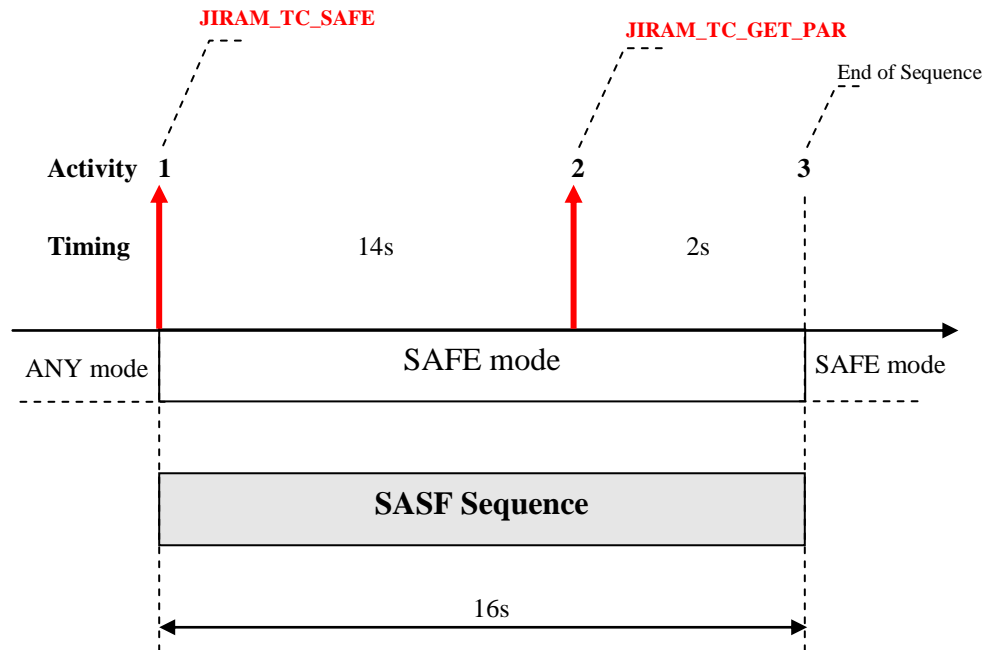 JIRAM_TC_SAFE
JIRAM_TC_GET_PAR
End of Sequence
Activity 1 2 3
Timing 14s 2s
ANY mode SAFE mode SAFE mode
SASF Sequence
16s